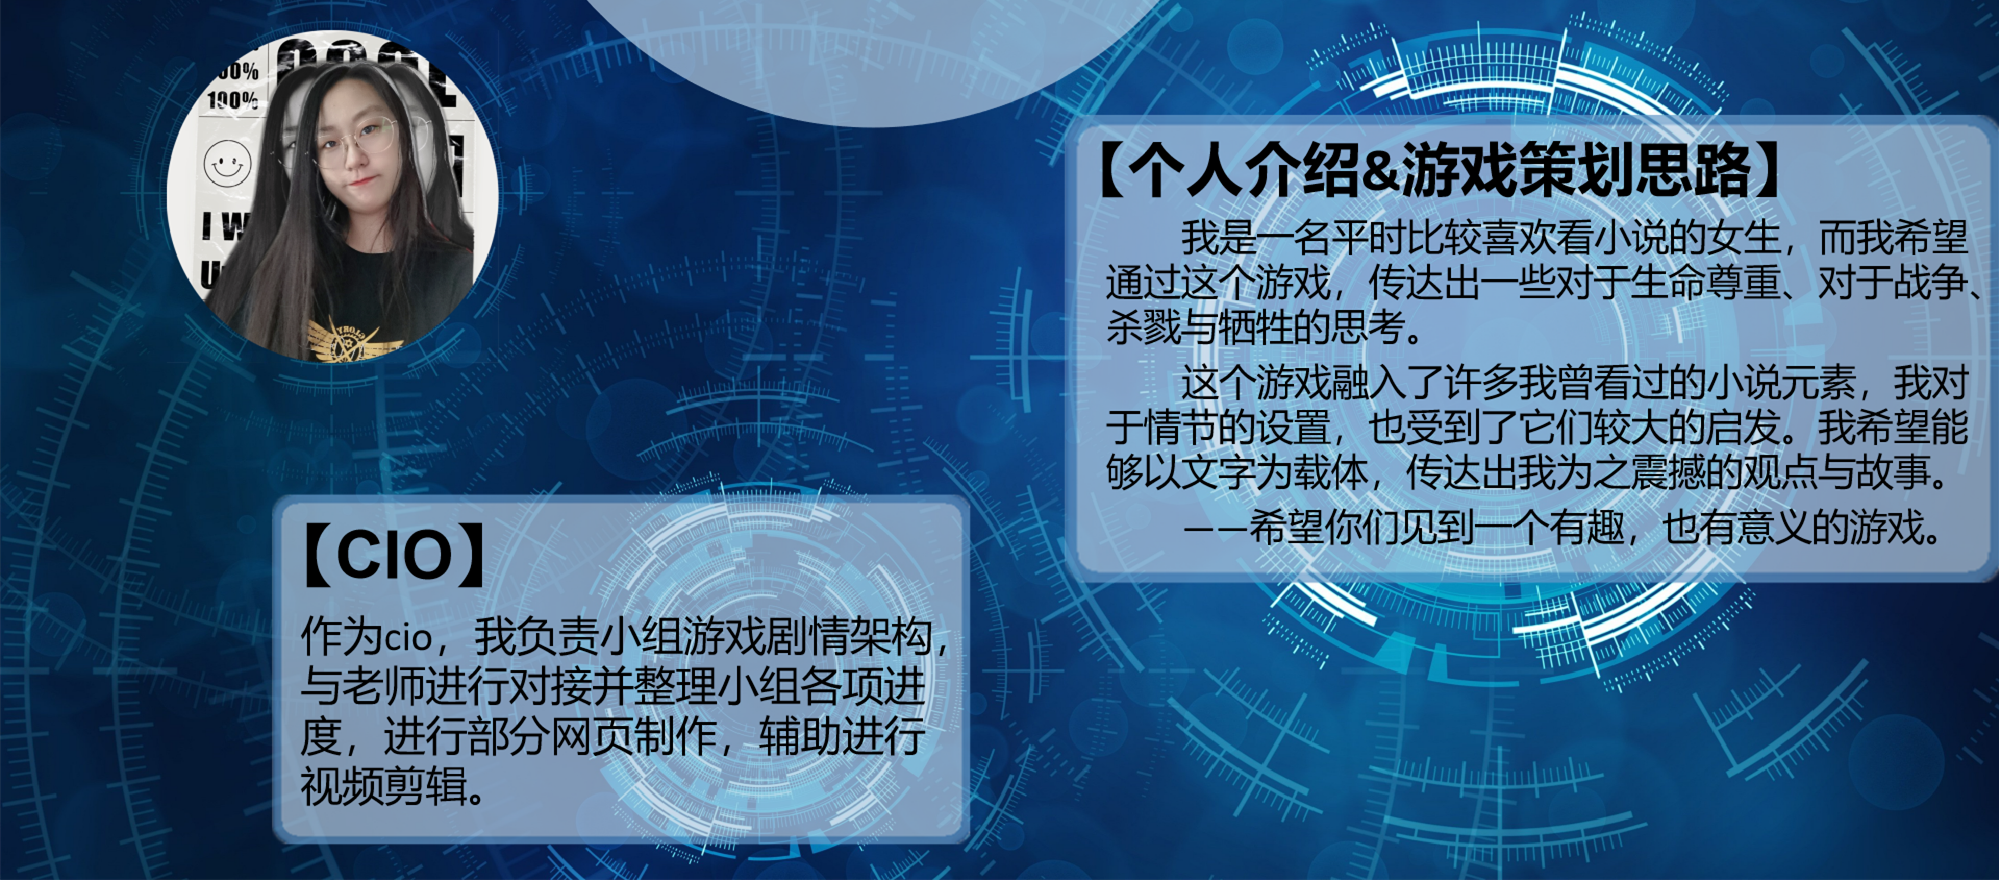 100%
I W
【个人介绍&游戏策划思路】
我是一名平时比较喜欢看小说的女生，而我希望
通过这个游戏，传达出一些对于生命尊重、对于战争、
杀戮与牺牲的思考。
这个游戏融入了许多我曾看过的小说元素，我对
于情节的设置，也受到了它们较大的启发。我希望能
够以文字为载体，传达出我为之震撼的观点与故事。
——希望你们见到一个有趣，也有意义的游戏。
【CIO】
作为cio，我负责小组游戏剧情架构，
与老师进行对接并整理小组各项进
度，进行部分网页制作，辅助进行
视频剪辑。